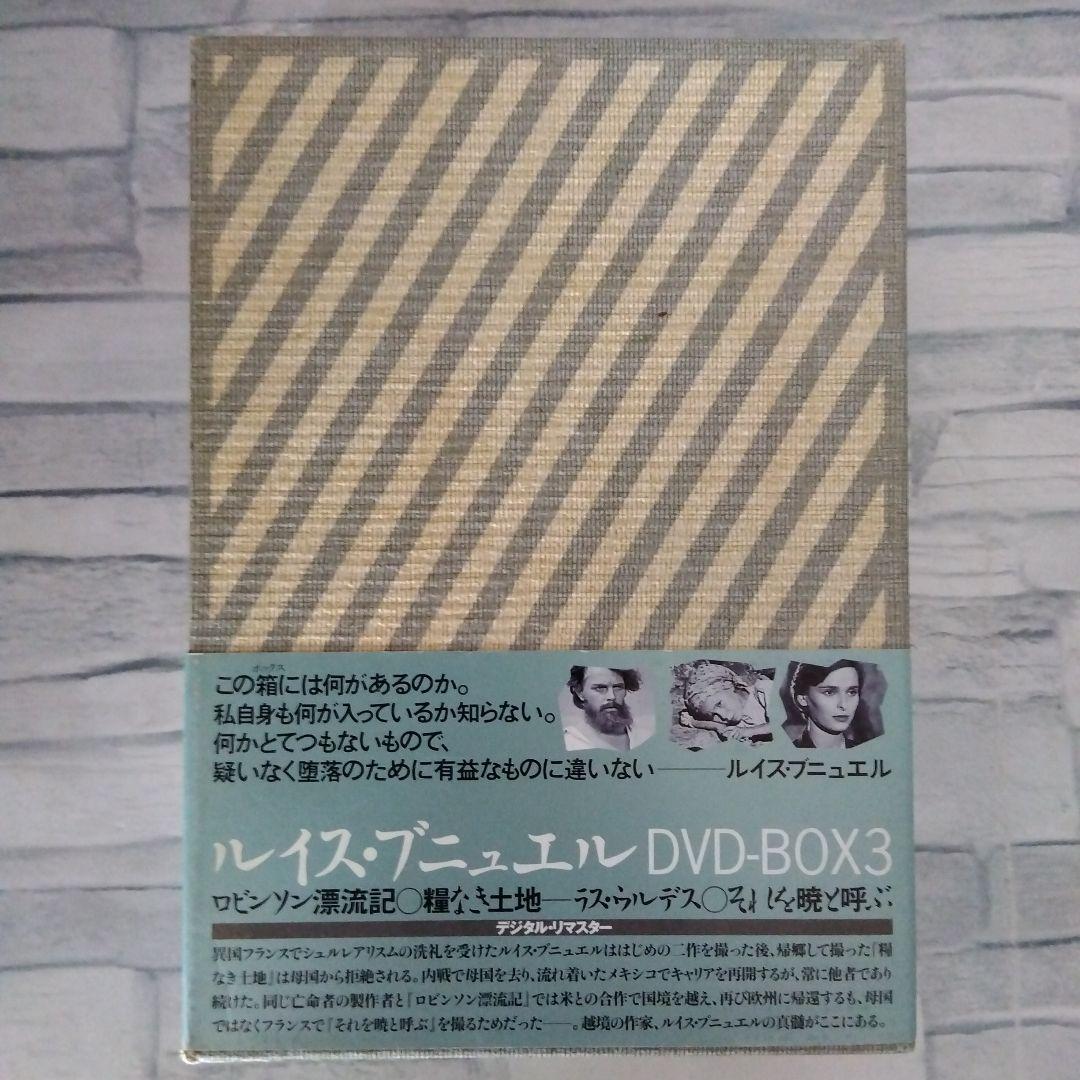 ボックス
この箱には何があるのか。
私自身も何が入っているか知らない。
何かとてつもないもので、
疑いなく堕落のために有益なものに違いない――ルイス・ブニュエル
ルイス・ブニュエル DVD-BOX3
ロビンソン漂流記○糧なき土地―ラス・ウルデス○それを暁と呼ぶ
デジタル・リマスター
異国フランスでシュルレアリスムの洗礼を受けたルイス・ブニュエルははじめの二作を撮った後、帰郷して撮った『糧
なき土地』は母国から拒絶される。内戦で母国を去り、流れ着いたメキシコでキャリアを再開するが、常に他者であり
続けた。同じ亡命者の製作者と『ロビンソン漂流記』では米との合作で国境を越え、再び欧州に帰還するも、母国
ではなくフランスで『それを暁と呼ぶ』を撮るためだった――。越境の作家、ルイス・ブニュエルの真髄がここにある。